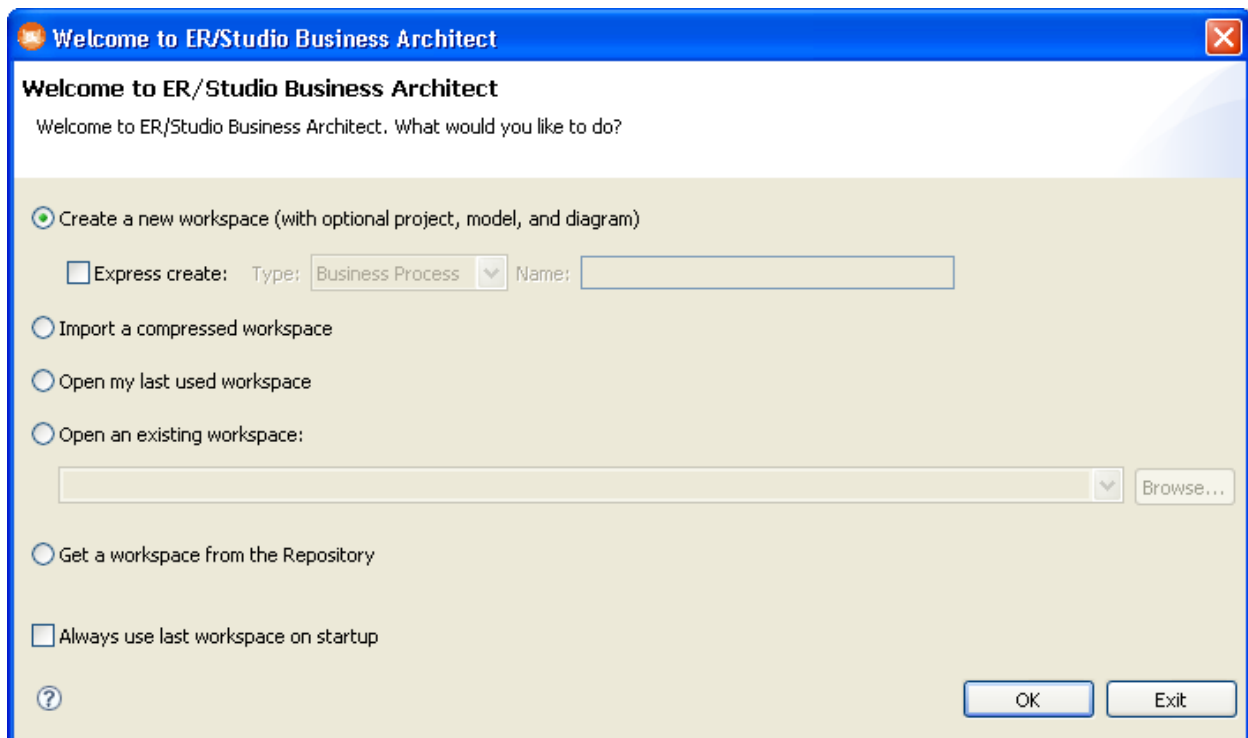 Welcome to ER/Studio Business Architect
Welcome to ER/Studio Business Architect
Welcome to ER/Studio Business Architect. What would you like to do?
Create a new workspace (with optional project, model, and diagram)
Express create: Type: Business Process Name:
Import a compressed workspace
Open my last used workspace
Open an existing workspace:
Browse...
Get a workspace from the Repository
Always use last workspace on startup
? OK Exit